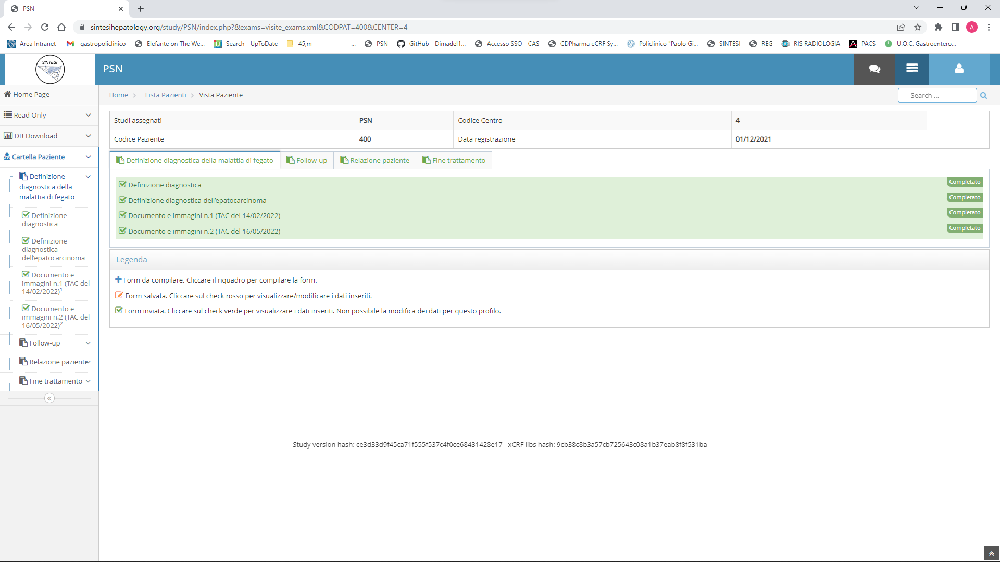 PSN
sintesihepatology.org/study/PSN/index.php?&exams=visite_exams.xml&CODPAT=400&CENTER=4
A
Area Intranet
gastropoliclinico
Elefante on The We...
Search - UpToDate
45,m ---------------...
PSN
GitHub - Dimadel1...
Accesso SSO - CAS
CDPharma eCRF Sy...
Policlinico "Paolo Gi...
SINTESI
REG
RIS RADIOLOGIA
PACS
U.O.C. Gastroentero...
SINTESI
PSN
Home Page
Read Only
DB Download
Cartella Paziente
Definizione
diagnostica della
malattia di fegato
Definizione
diagnostica
Definizione
diagnostica
dell'epatocarcinoma
Documento e
immagini n.1 (TAC del
14/02/2022)1
Documento e
immagini n.2 (TAC del
16/05/2022)2
Follow-up
Relazione paziente
Fine trattamento
Home > Lista Pazienti > Vista Paziente
Search ...
Studi assegnati PSN Codice Centro 4
Codice Paziente 400 Data registrazione 01/12/2021
Definizione diagnostica della malattia di fegato
Follow-up
Relazione paziente
Fine trattamento
Definizione diagnostica Completato
Definizione diagnostica dell'epatocarcinoma Completato
Documento e immagini n.1 (TAC del 14/02/2022) Completato
Documento e immagini n.2 (TAC del 16/05/2022) Completato
Legenda
Form da compilare. Cliccare il riquadro per compilare la form.
Form salvata. Cliccare sul check rosso per visualizzare/modificare i dati inseriti.
Form inviata. Cliccare sul check verde per visualizzare i dati inseriti. Non possibile la modifica dei dati per questo profilo.
Study version hash: ce3d33d9f45ca71f555f537c4f0ce68431428e17 - xCRF libs hash: 9cb38c8b3a57cb725643c08a1b37eab8f8f531ba